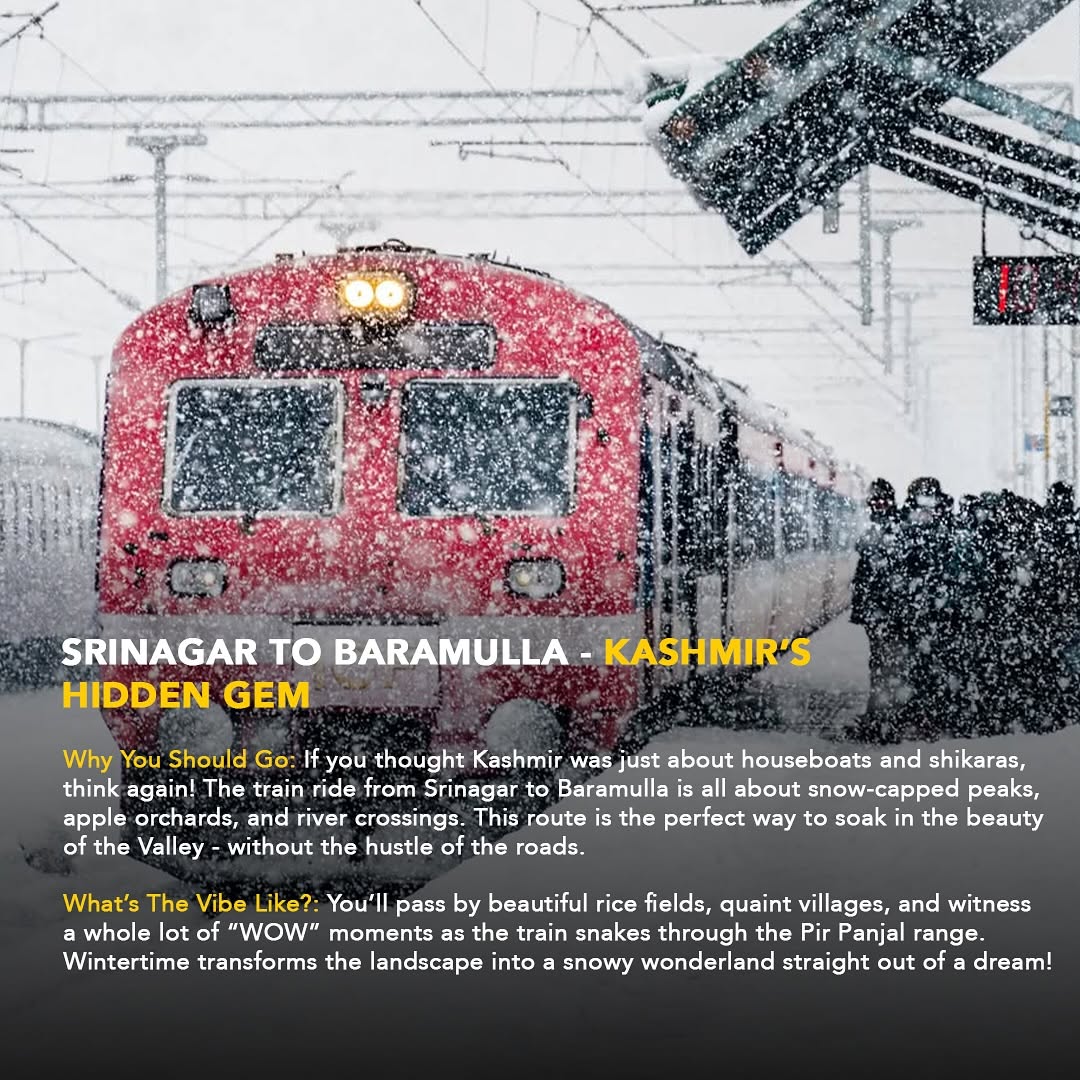 SRINAGAR TO BARAMULLA - KASHMIR'S
HIDDEN GEM
Why You Should Go: If you thought Kashmir was just about houseboats and shikaras,
think again! The train ride from Srinagar to Baramulla is all about snow-capped peaks,
apple orchards, and river crossings. This route is the perfect way to soak in the beauty
of the Valley - without the hustle of the roads.
What's The Vibe Like?: You'll pass by beautiful rice fields, quaint villages, and witness
a whole lot of "WOW" moments as the train snakes through the Pir Panjal range.
Wintertime transforms the landscape into a snowy wonderland straight out of a dream!